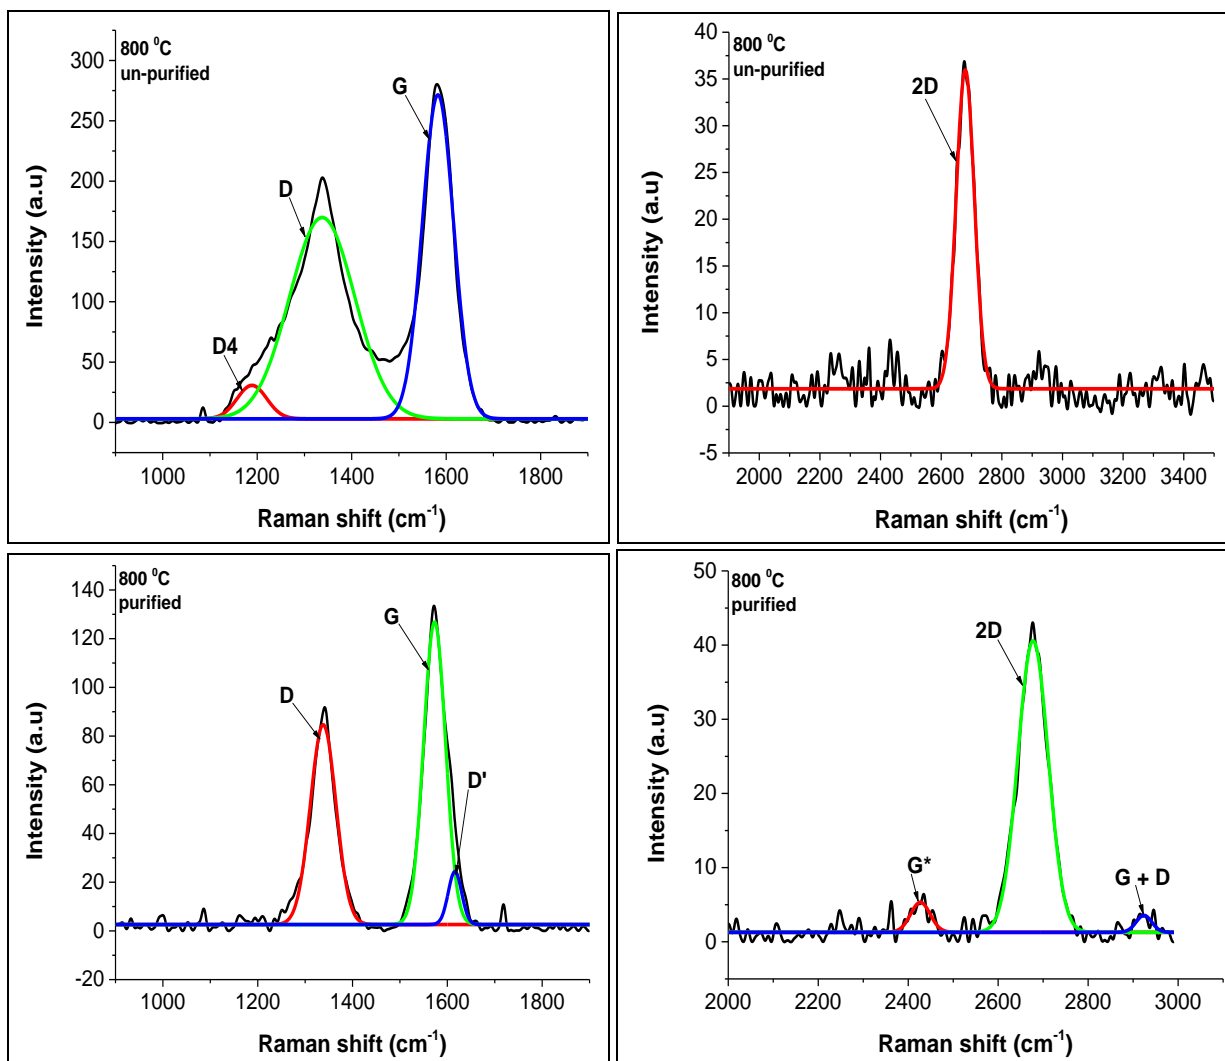 800 ⁰C
un-purified
300
250
200
150
100
50
0
G
D
D4
Intensity (a.u)
1000 1200 1400 1600 1800
Raman shift (cm⁻¹)
800 ⁰C
un-purified
40
35
30
25
20
15
10
5
0
-5
2D
Intensity (a.u)
2000 2200 2400 2600 2800 3000 3200 3400
Raman shift (cm⁻¹)
800 ⁰C
purified
140
120
100
80
60
40
20
0
-20
G
D
D'
Intensity (a.u)
1000 1200 1400 1600 1800
Raman shift (cm⁻¹)
800 ⁰C
purified
50
40
30
20
10
0
2D
G*
G + D
Intensity (a.u)
2000 2200 2400 2600 2800 3000
Raman shift (cm⁻¹)